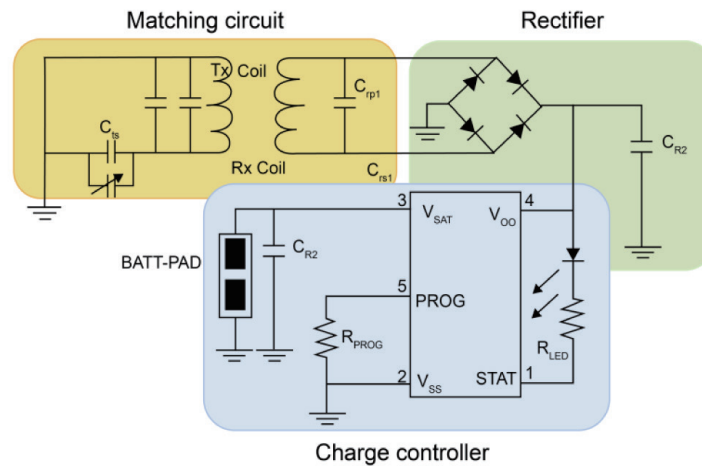 Matching circuit
Rectifier
Tx Coil
C_rp1
C_ts
Rx Coil
C_rs1
C_R2
3
4
V_SAT
V_OO
BATT-PAD
C_R2
5
PROG
R_PROG
R_LED
2
1
V_SS
STAT
Charge controller